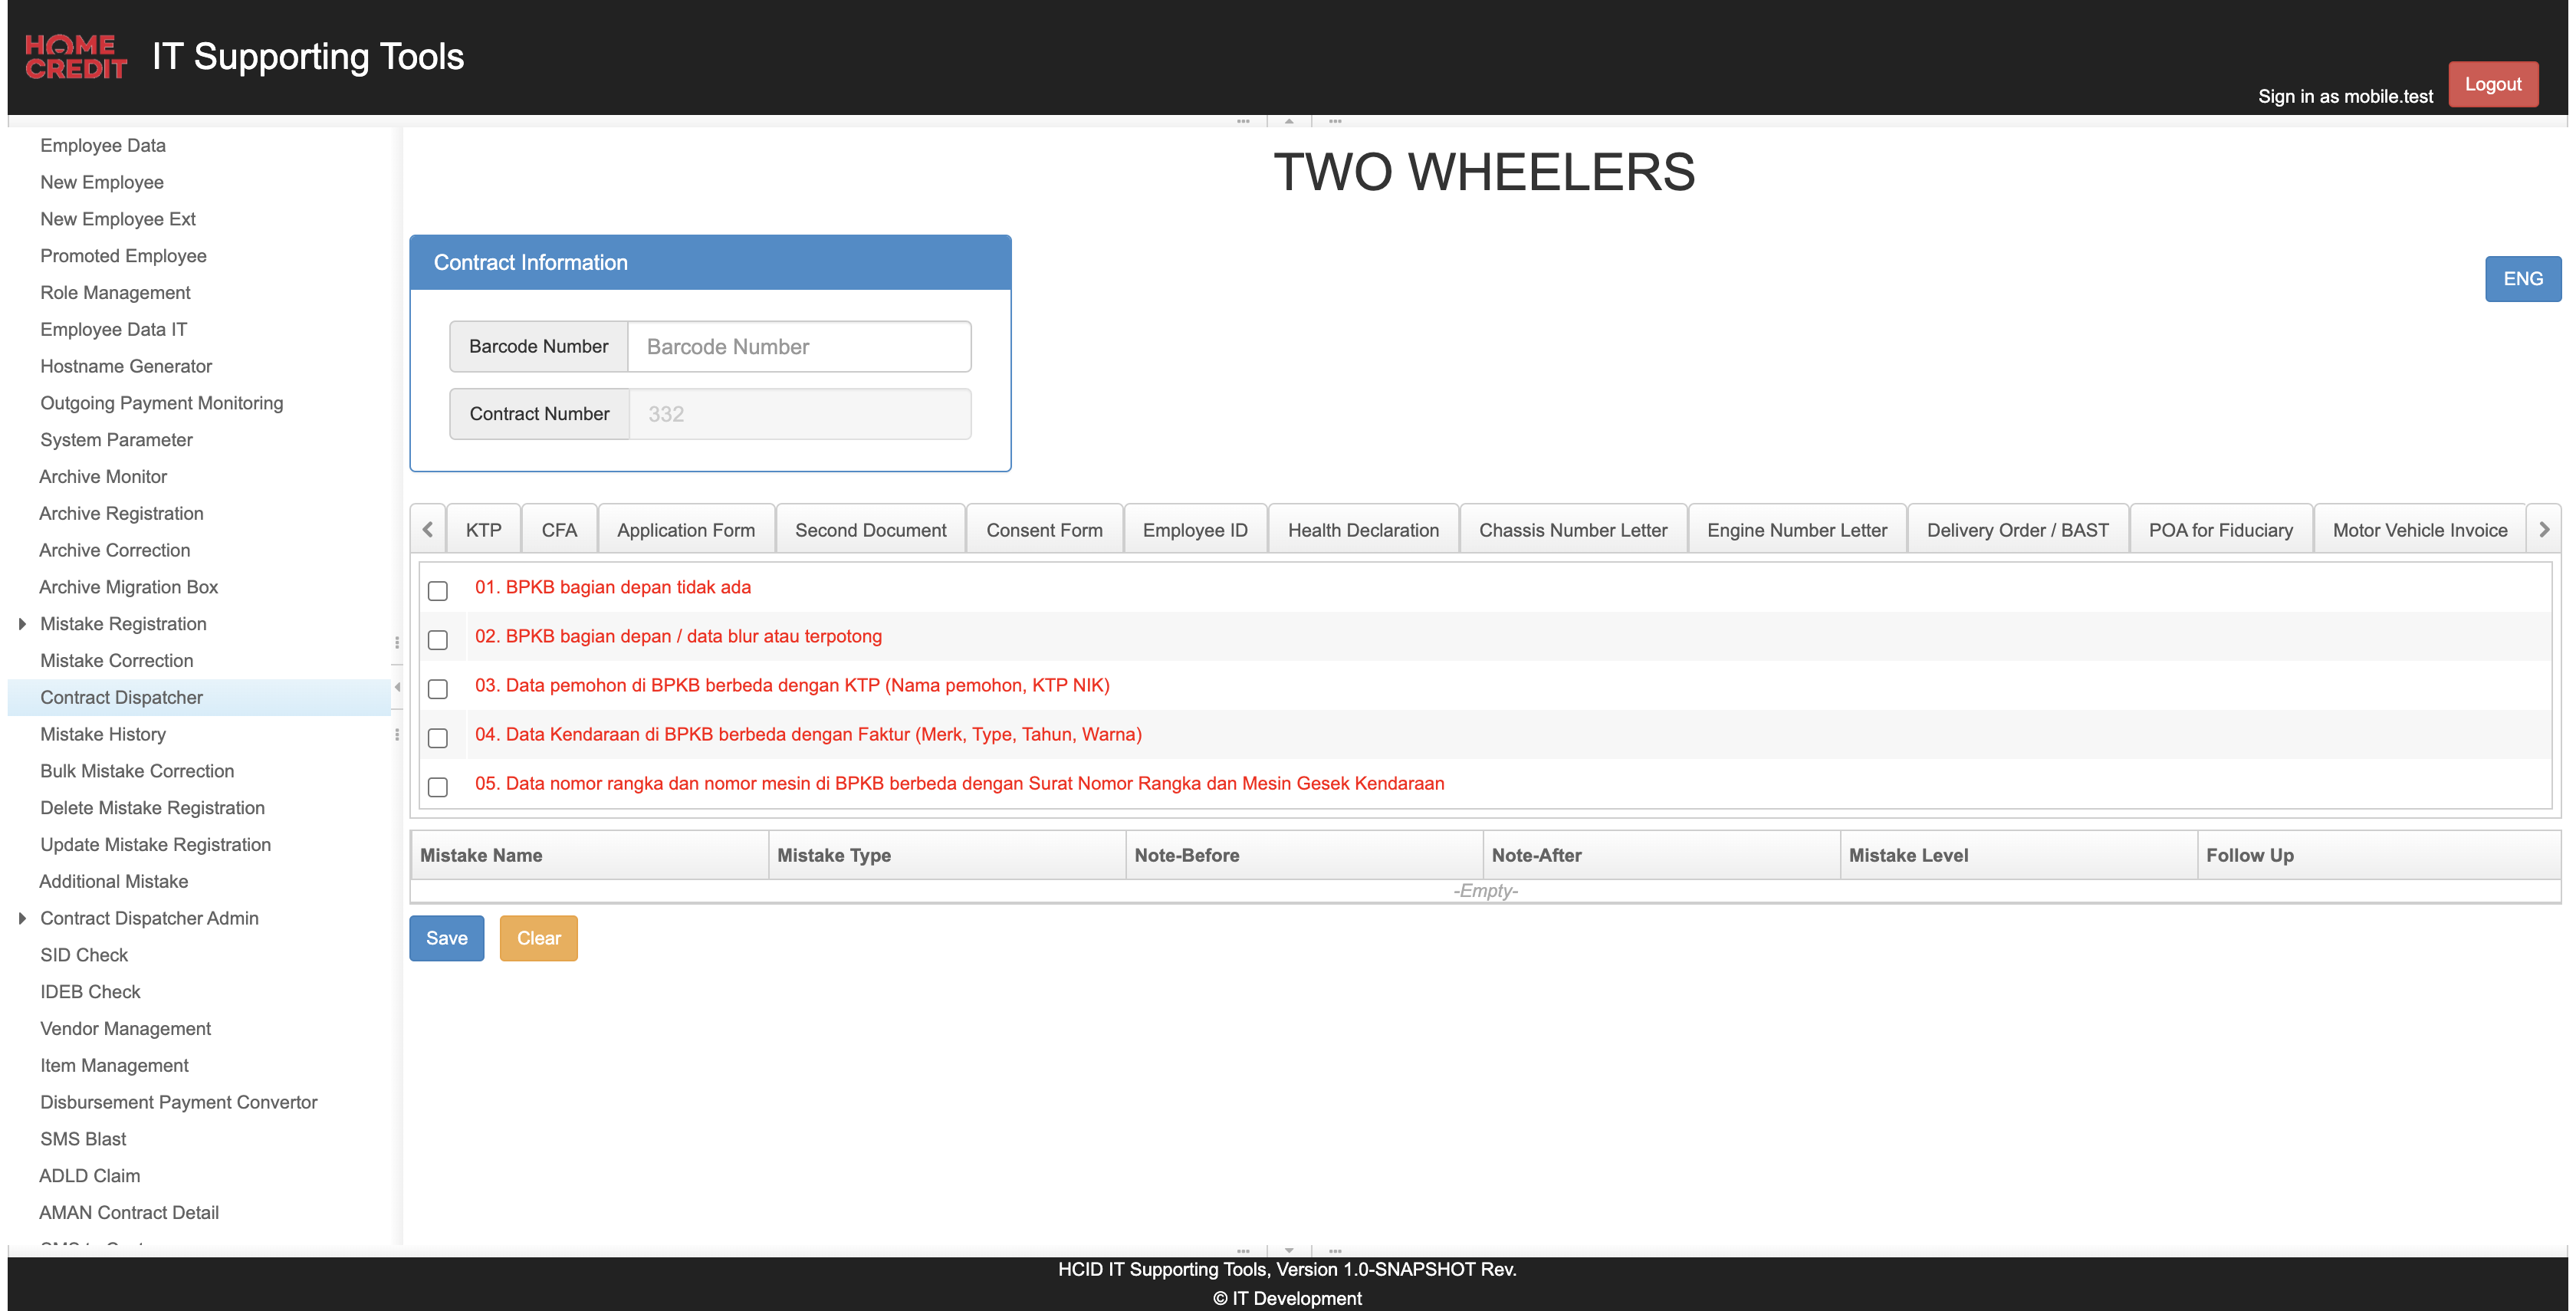 HOME
CREDIT
IT Supporting Tools
Sign in as mobile.test
Logout
Employee Data
New Employee
New Employee Ext
Promoted Employee
Role Management
Employee Data IT
Hostname Generator
Outgoing Payment Monitoring
System Parameter
Archive Monitor
Archive Registration
Archive Correction
Archive Migration Box
Mistake Registration
Mistake Correction
Contract Dispatcher
Mistake History
Bulk Mistake Correction
Delete Mistake Registration
Update Mistake Registration
Additional Mistake
Contract Dispatcher Admin
SID Check
IDEB Check
Vendor Management
Item Management
Disbursement Payment Convertor
SMS Blast
ADLD Claim
AMAN Contract Detail
TWO WHEELERS
Contract Information
ENG
Barcode Number Barcode Number
Contract Number 332
KTP CFA Application Form Second Document Consent Form Employee ID Health Declaration Chassis Number Letter Engine Number Letter Delivery Order / BAST POA for Fiduciary Motor Vehicle Invoice
01. BPKB bagian depan tidak ada
02. BPKB bagian depan / data blur atau terpotong
03. Data pemohon di BPKB berbeda dengan KTP (Nama pemohon, KTP NIK)
04. Data Kendaraan di BPKB berbeda dengan Faktur (Merk, Type, Tahun, Warna)
05. Data nomor rangka dan nomor mesin di BPKB berbeda dengan Surat Nomor Rangka dan Mesin Gesek Kendaraan
Mistake Name Mistake Type Note-Before Note-After Mistake Level Follow Up
-Empty-
Save Clear
HCID IT Supporting Tools, Version 1.0-SNAPSHOT Rev.
© IT Development